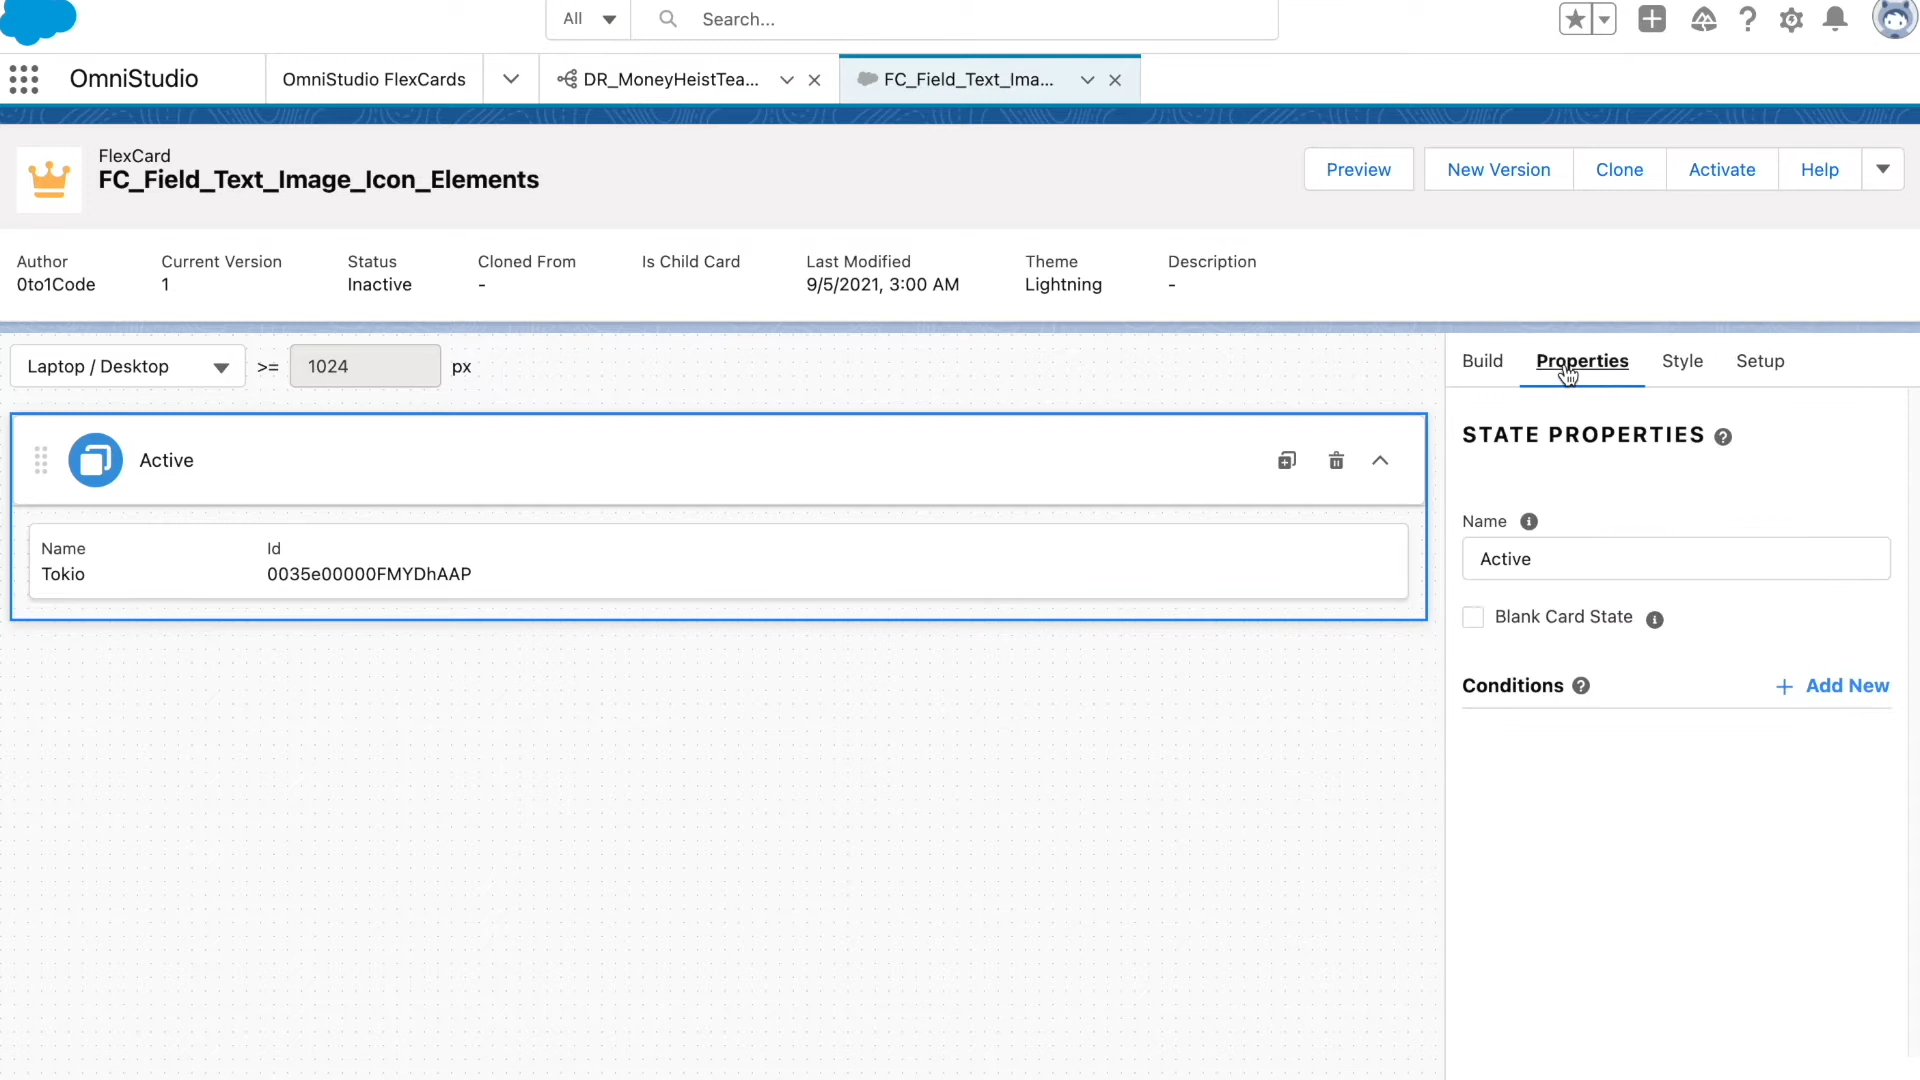 All
Search...
OmniStudio
OmniStudio FlexCards
DR_MoneyHeistTea...
FC_Field_Text_Ima...
FlexCard
FC_Field_Text_Image_Icon_Elements
Preview
New Version
Clone
Activate
Help
Author
Current Version
Status
Cloned From
Is Child Card
Last Modified
Theme
Description
0to1Code
1
Inactive
-
9/5/2021, 3:00 AM
Lightning
-
Laptop / Desktop
>=
1024
px
Build
Properties
Style
Setup
Active
Name
Id
Tokio
0035e00000FMYDhAAP
STATE PROPERTIES
Name
Active
Blank Card State
Conditions
+ Add New